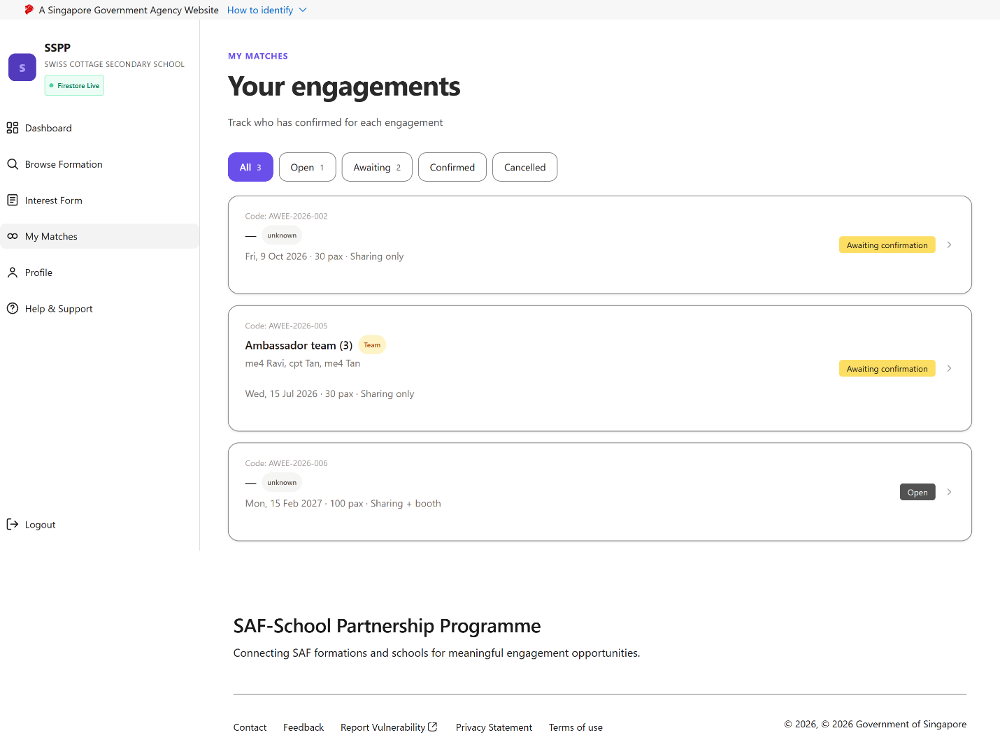 A Singapore Government Agency Website How to identify
SSPP
S
SWISS COTTAGE SECONDARY SCHOOL
Firestore Live
Dashboard
Browse Formation
Interest Form
My Matches
Profile
Help & Support
Logout
MY MATCHES
Your engagements
Track who has confirmed for each engagement
All 3 Open 1 Awaiting 2 Confirmed Cancelled
Code: AWEE-2026-002
— unknown
Fri, 9 Oct 2026 · 30 pax · Sharing only
Awaiting confirmation
Code: AWEE-2026-005
Ambassador team (3) Team
me4 Ravi, cpt Tan, me4 Tan
Wed, 15 Jul 2026 · 30 pax · Sharing only
Awaiting confirmation
Code: AWEE-2026-006
— unknown
Mon, 15 Feb 2027 · 100 pax · Sharing + booth
Open
SAF-School Partnership Programme
Connecting SAF formations and schools for meaningful engagement opportunities.
Contact Feedback Report Vulnerability Privacy Statement Terms of use
© 2026, © 2026 Government of Singapore